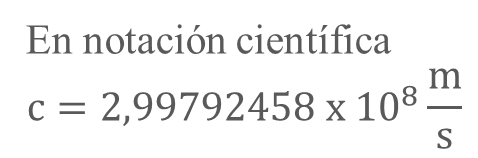 En notación científica
c = 2,99792458 x 10⁸ m/s